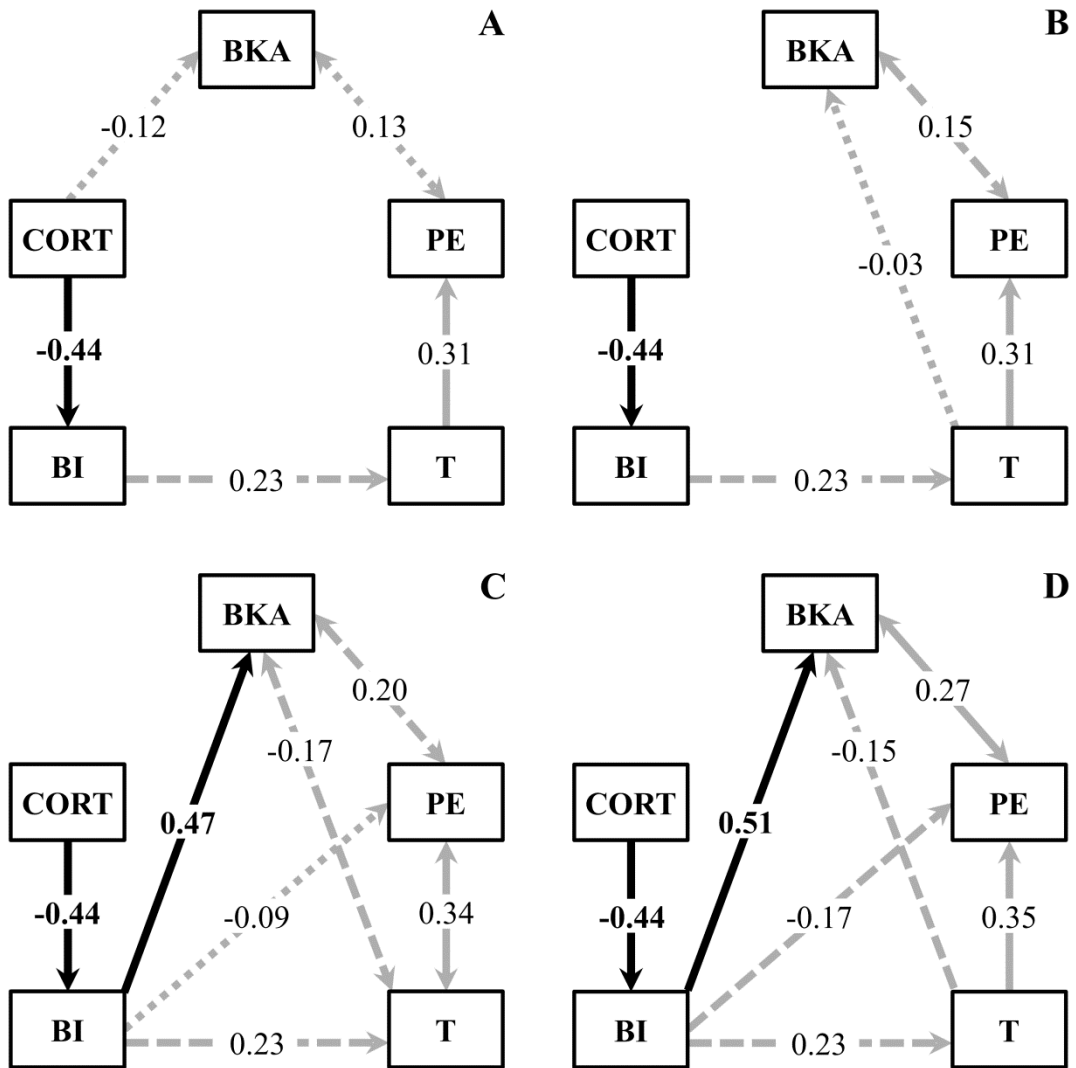 A
BKA
-0.12
0.13
CORT
PE
-0.44
0.31
BI
0.23
T
B
BKA
0.15
CORT
PE
-0.03
-0.44
0.31
BI
0.23
T
C
BKA
0.20
-0.17
CORT
PE
0.47
-0.44
-0.09
0.34
BI
0.23
T
D
BKA
0.27
-0.15
CORT
PE
0.51
-0.44
-0.17
0.35
BI
0.23
T